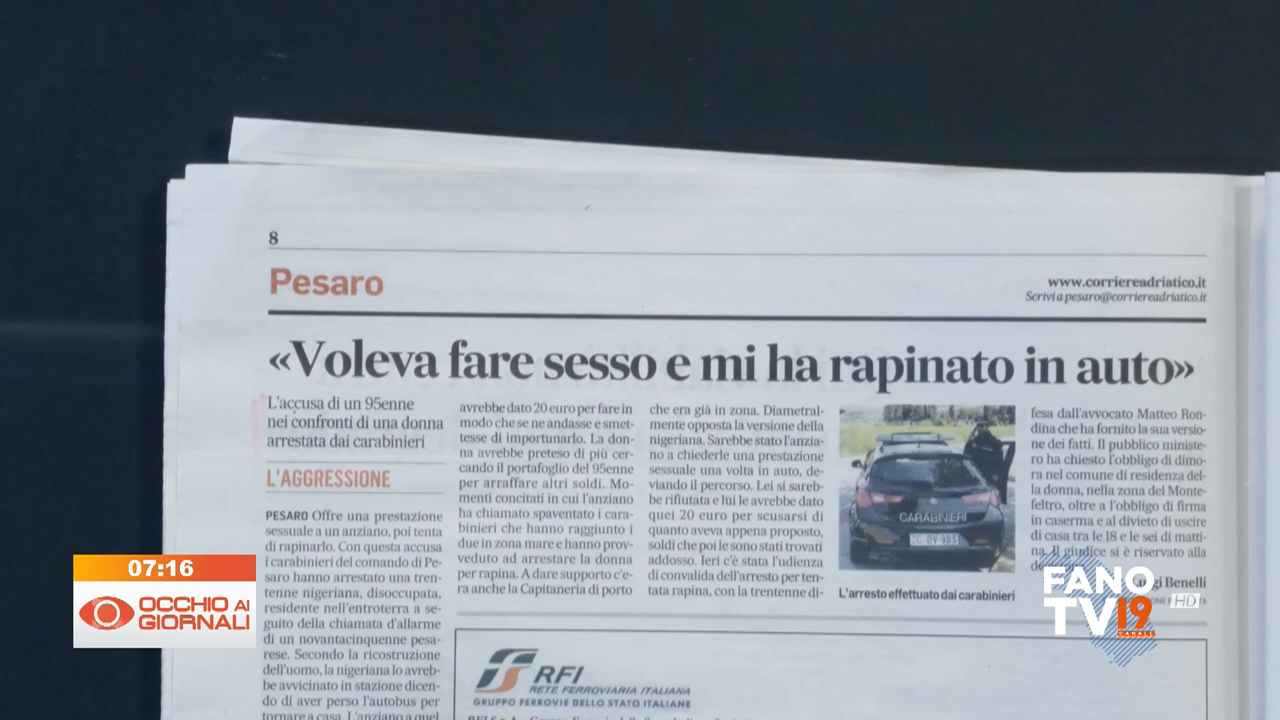 8
Pesaro
www.corriereadriatico.it
Scrivi a pesaro@corriereadriatico.it
«Voleva fare sesso e mi ha rapinato in auto»
L'accusa di un 95enne
nei confronti di una donna
arrestata dai carabinieri
L'AGGRESSIONE
PESARO Offre una prestazione
sessuale a un anziano, poi tenta
di rapinarlo. Con questa accusa
i carabinieri del comando di Pe-
saro hanno arrestato una tren-
tenne nigeriana, disoccupata,
residente nell'entroterra a se-
guito della chiamata d'allarme
di un novantacinquenne pesa-
rese. Secondo la ricostruzione
dell'uomo, la nigeriana lo avreb-
be avvicinato in stazione dicen-
do di aver perso l'autobus per
tornare a casa. L'anziano a quel
avrebbe dato 20 euro per fare in
modo che se ne andasse e smet-
tesse di importunarlo. La don-
na avrebbe preteso di più cer-
cando il portafoglio del 95enne
per arraffare altri soldi. Mo-
menti concitati in cui l'anziano
ha chiamato spaventato i cara-
binieri che hanno raggiunto i
due in zona mare e hanno prov-
veduto ad arrestare la donna
per rapina. A dare supporto c'e-
ra anche la Capitaneria di porto
che era già in zona. Diametral-
mente opposta la versione della
nigeriana. Sarebbe stato l'anzia-
no a chiederle una prestazione
sessuale una volta in auto, de-
viando il percorso. Lei si sareb-
be rifiutata e lui le avrebbe dato
quei 20 euro per scusarsi di
quanto aveva appena proposto,
soldi che poi le sono stati trovati
addosso. Ieri c'è stata l'udienza
di convalida dell'arresto per ten-
tata rapina, con la trentenne di-
CARABINIERI
DV 383
L'arresto effettuato dai carabinieri
fesa dall'avvocato Matteo Ron-
dina che ha fornito la sua versio-
ne dei fatti. Il pubblico ministe-
ro ha chiesto l'obbligo di dimo-
ra nel comune di residenza del-
la donna, nella zona del Monte-
feltro, oltre a l'obbligo di firma
in caserma e al divieto di uscire
di casa tra le 18 e le sei di matti-
na. Il giudice si è riservato alla
Luigi Benelli
RFI
RETE FERROVIARIA ITALIANA
GRUPPO FERROVIE DELLO STATO ITALIANE
07:16
OCCHIO AI
GIORNALI
FANO
TV 19
CANALE
HD